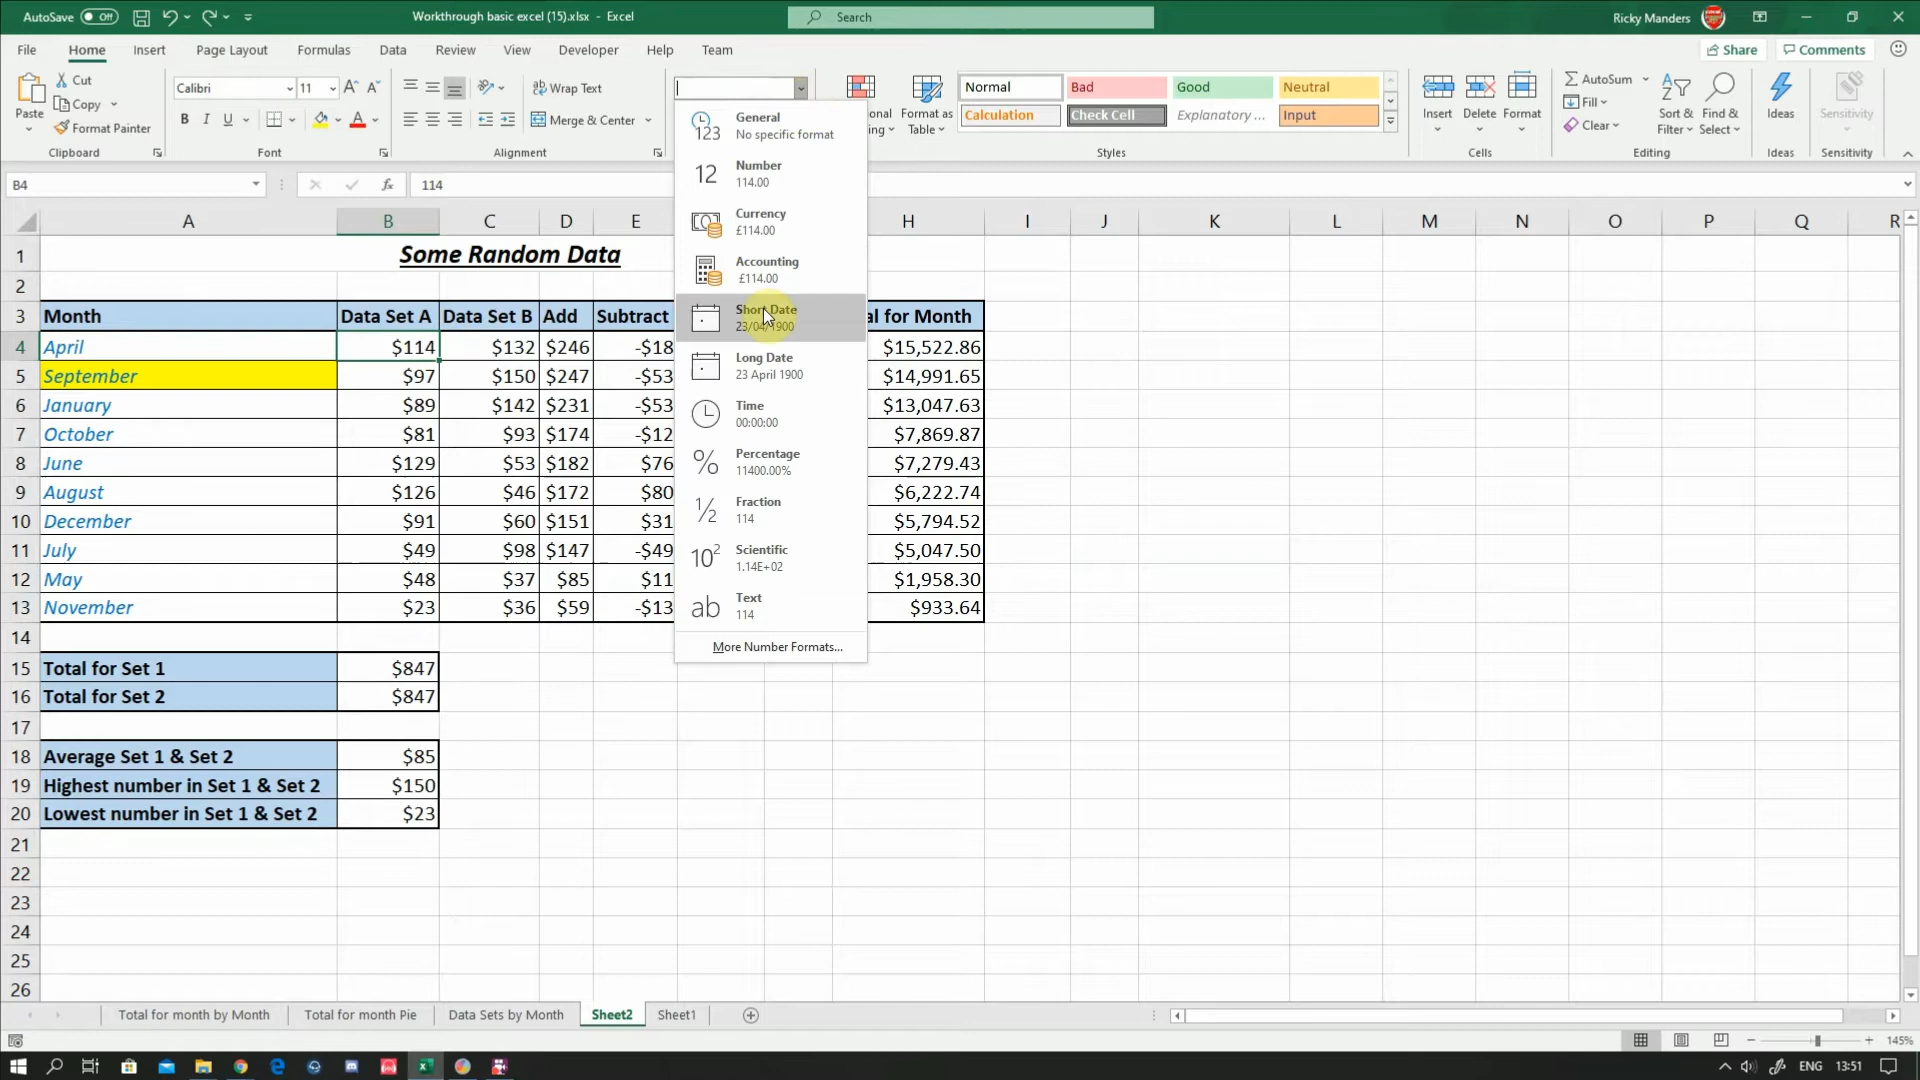 AutoSave Off Workthrough basic excel (15).xlsx - Excel Search Ricky Manders
File Home Insert Page Layout Formulas Data Review View Developer Help Team Share Comments
Paste Cut Copy Format Painter Clipboard
Calibri 11 A A B I U A Font
Wrap Text Merge & Center Alignment
Format as Table
Normal Bad Good Neutral
Calculation Check Cell Explanatory ... Input
Styles
Insert Delete Format Cells
AutoSum Fill Clear Sort & Filter Find & Select Editing
Ideas Ideas
Sensitivity Sensitivity
B4 fx 114
General
No specific format
Number
114.00
Currency
£114.00
Accounting
£114.00
Short Date
23/04/1900
Long Date
23 April 1900
Time
00:00:00
Percentage
11400.00%
Fraction
114
Scientific
1.14E+02
Text
114
More Number Formats...
A B C D E H I J K L M N O P Q R
1 Some Random Data
2
3 Month Data Set A Data Set B Add Subtract al for Month
4 April $114 $132 $246 -$18 $15,522.86
5 September $97 $150 $247 -$53 $14,991.65
6 January $89 $142 $231 -$53 $13,047.63
7 October $81 $93 $174 -$12 $7,869.87
8 June $129 $53 $182 $76 $7,279.43
9 August $126 $46 $172 $80 $6,222.74
10 December $91 $60 $151 $31 $5,794.52
11 July $49 $98 $147 -$49 $5,047.50
12 May $48 $37 $85 $11 $1,958.30
13 November $23 $36 $59 -$13 $933.64
14
15 Total for Set 1 $847
16 Total for Set 2 $847
17
18 Average Set 1 & Set 2 $85
19 Highest number in Set 1 & Set 2 $150
20 Lowest number in Set 1 & Set 2 $23
21
22
23
24
25
26
Total for month by Month Total for month Pie Data Sets by Month Sheet2 Sheet1
145%
ENG 13:51